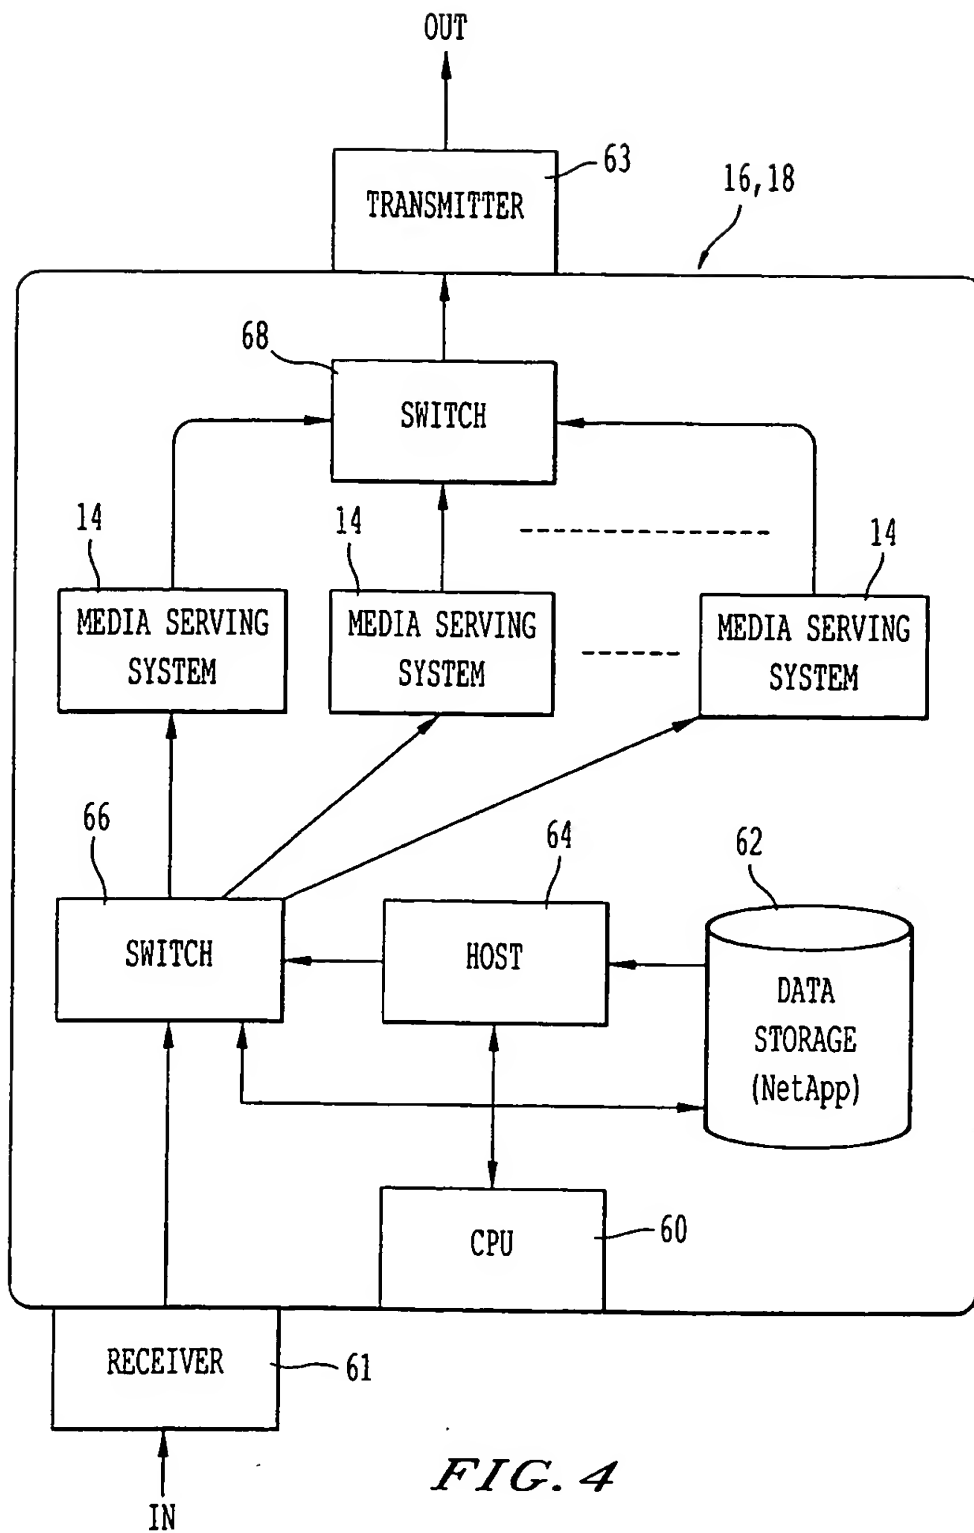 OUT
63
TRANSMITTER
16,18
68
SWITCH
14
14
14
MEDIA SERVING
SYSTEM
MEDIA SERVING
SYSTEM
MEDIA SERVING
SYSTEM
66
64
62
SWITCH
HOST
DATA
STORAGE
(NetApp)
CPU
60
RECEIVER
61
IN
FIG. 4